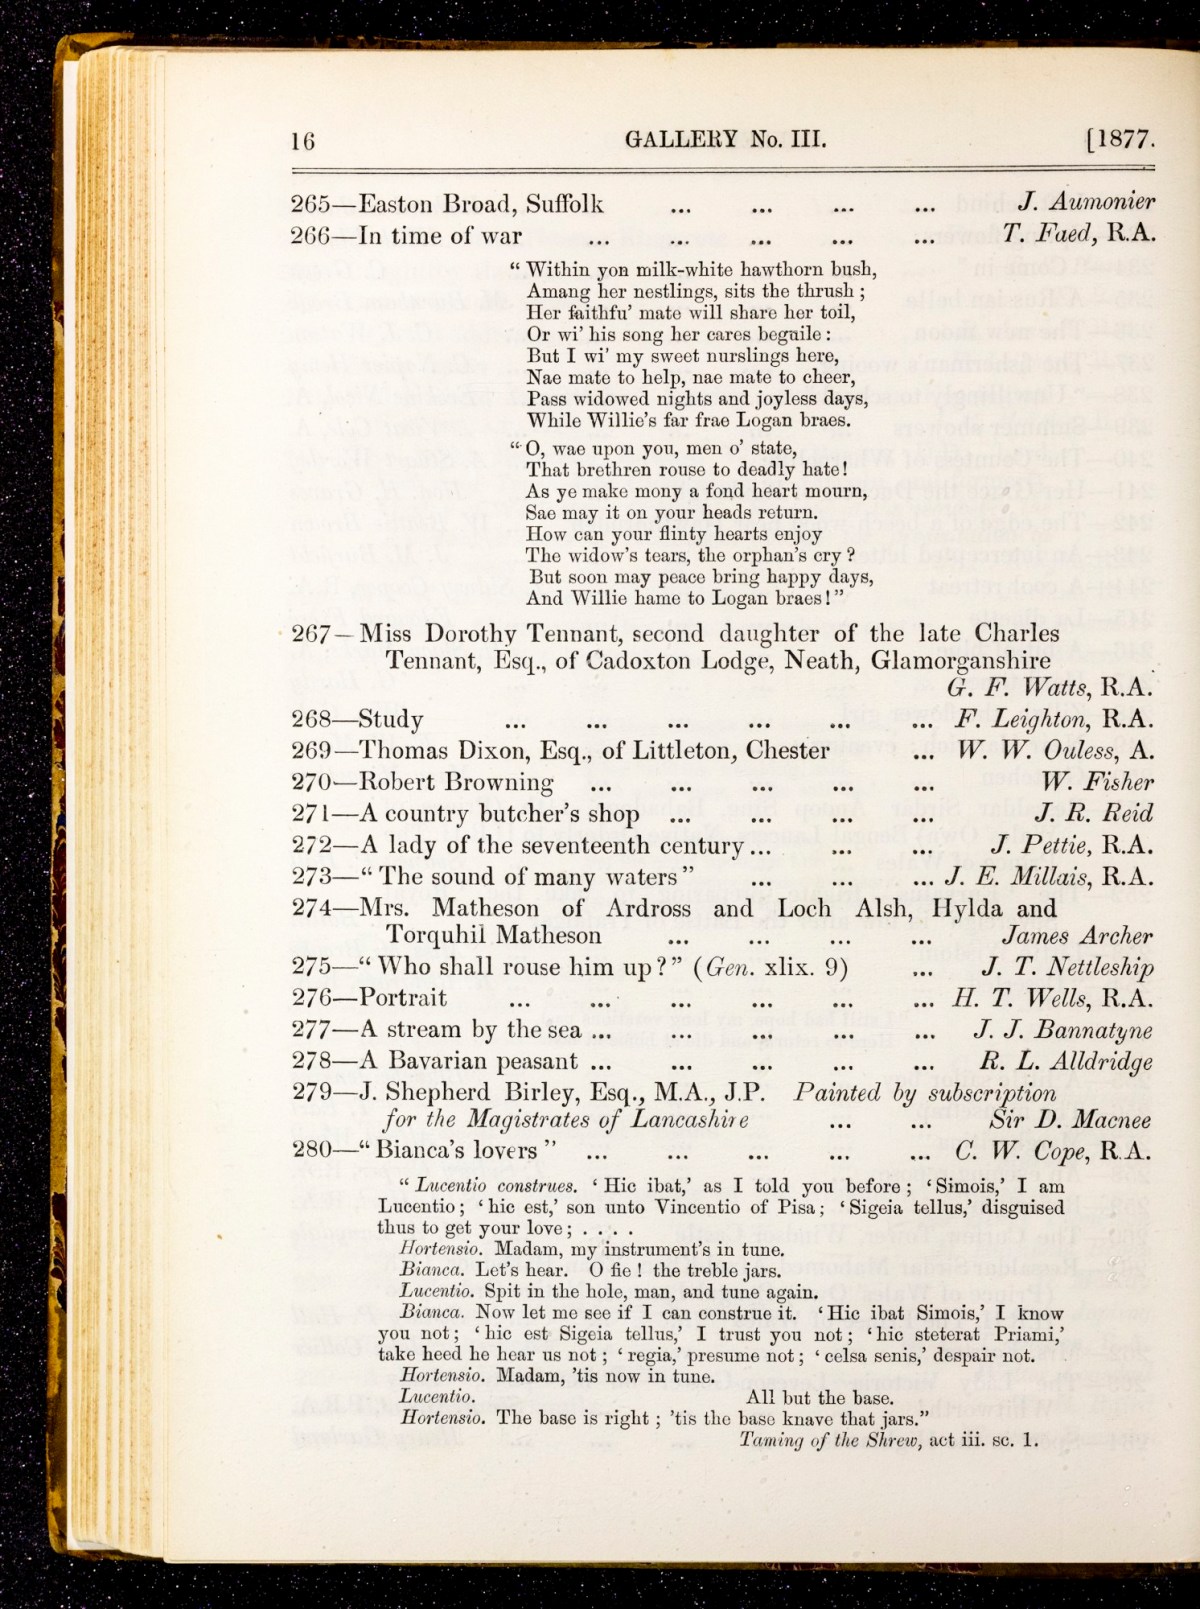 16 GALLERY No. III. [1877.
265—Easton Broad, Suffolk ... ... ... ... J. Aumonier
266—In time of war ... ... ... ... ... T. Faed, R.A.
“ Within yon milk-white hawthorn bush,
Amang her nestlings, sits the thrush ;
Her faithfu’ mate will share her toil,
Or wi’ his song her cares beguile :
But I wi’ my sweet nurslings here,
Nae mate to help, nae mate to cheer,
Pass widowed nights and joyless days,
While Willie’s far frae Logan braes.
“ O, wae upon you, men o’ state,
That brethren rouse to deadly hate !
As ye make mony a fond heart mourn,
Sae may it on your heads return.
How can your flinty hearts enjoy
The widow’s tears, the orphan’s cry ?
But soon may peace bring happy days,
And Willie hame to Logan braes ! ”
267—Miss Dorothy Tennant, second daughter of the late Charles
Tennant, Esq., of Cadoxton Lodge, Neath, Glamorganshire
G. F. Watts, R.A.
268—Study ... ... ... ... ... ... F. Leighton, R.A.
269—Thomas Dixon, Esq., of Littleton, Chester ... W. W. Ouless, A.
270—Robert Browning ... ... ... ... ... W. Fisher
271—A country butcher’s shop ... ... ... ... J. R. Reid
272—A lady of the seventeenth century... ... ... J. Pettie, R.A.
273—“ The sound of many waters ” ... ... ... J. E. Millais, R.A.
274—Mrs. Matheson of Ardross and Loch Alsh, Hylda and
Torquhil Matheson ... ... ... ... James Archer
275—“ Who shall rouse him up ? ” (Gen. xlix. 9) ... J. T. Nettleship
276—Portrait ... ... ... ... ... ... H. T. Wells, R.A.
277—A stream by the sea ... ... ... ... ... J. J. Bannatyne
278—A Bavarian peasant ... ... ... ... ... R. L. Alldridge
279—J. Shepherd Birley, Esq., M.A., J.P. Painted by subscription
for the Magistrates of Lancashire ... ... Sir D. Macnee
280—“ Bianca’s lovers ” ... ... ... ... ... C. W. Cope, R.A.
“ Lucentio construes. ‘ Hic ibat,’ as I told you before ; ‘ Simois,’ I am
Lucentio ; ‘ hic est,’ son unto Vincentio of Pisa ; ‘ Sigeia tellus,’ disguised
thus to get your love ; . . . .
Hortensio. Madam, my instrument’s in tune.
Bianca. Let’s hear. O fie ! the treble jars.
Lucentio. Spit in the hole, man, and tune again.
Bianca. Now let me see if I can construe it. ‘ Hic ibat Simois,’ I know
you not ; ‘ hic est Sigeia tellus,’ I trust you not ; ‘ hic steterat Priami,’
take heed he hear us not ; ‘ regia,’ presume not ; ‘ celsa senis,’ despair not.
Hortensio. Madam, ’tis now in tune.
Lucentio. All but the base.
Hortensio. The base is right ; ’tis the base knave that jars.”
Taming of the Shrew, act iii. sc. 1.